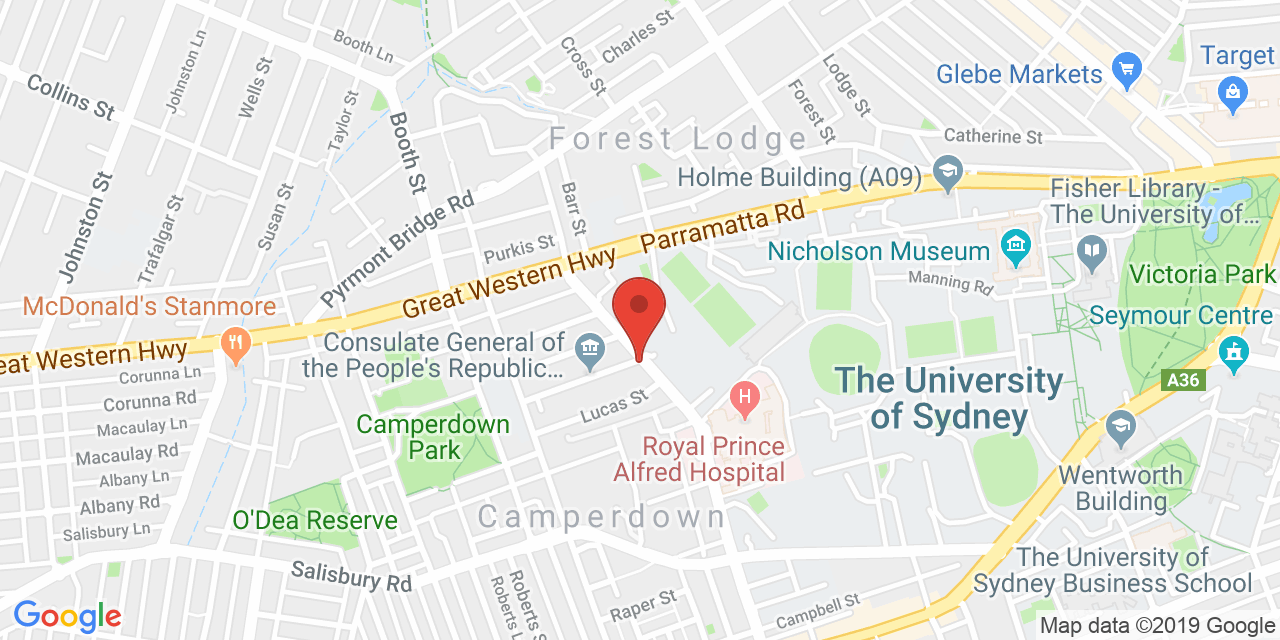 Booth Ln
Charles St
Johnston Ln
Wells St
Cross St
Lodge St
Target
Glebe Markets
Collins St
Taylor St
Forest St
Catherine St
Booth St
Forest Lodge
Holme Building (A09)
Fisher Library -
The University of...
Johnston St
Trafalgar St
Susan St
Pyrmont Bridge Rd
Barr St
Purkis St
Parramatta Rd
Great Western Hwy
Nicholson Museum
Manning Rd
Victoria Park
McDonald's Stanmore
Seymour Centre
Consulate General of
the People's Republic...
eat Western Hwy
Corunna Ln
Corunna Rd
Macaulay Ln
Macaulay Rd
Albany Ln
Albany Rd
Salisbury Ln
A36
The University
of Sydney
H
Lucas St
Camperdown
Park
Royal Prince
Alfred Hospital
Wentworth
Building
O'Dea Reserve
Camperdown
Salisbury Rd
The University of
Sydney Business School
Roberts L
Roberts S
Raper St
Campbell St
Google
Map data ©2019 Google